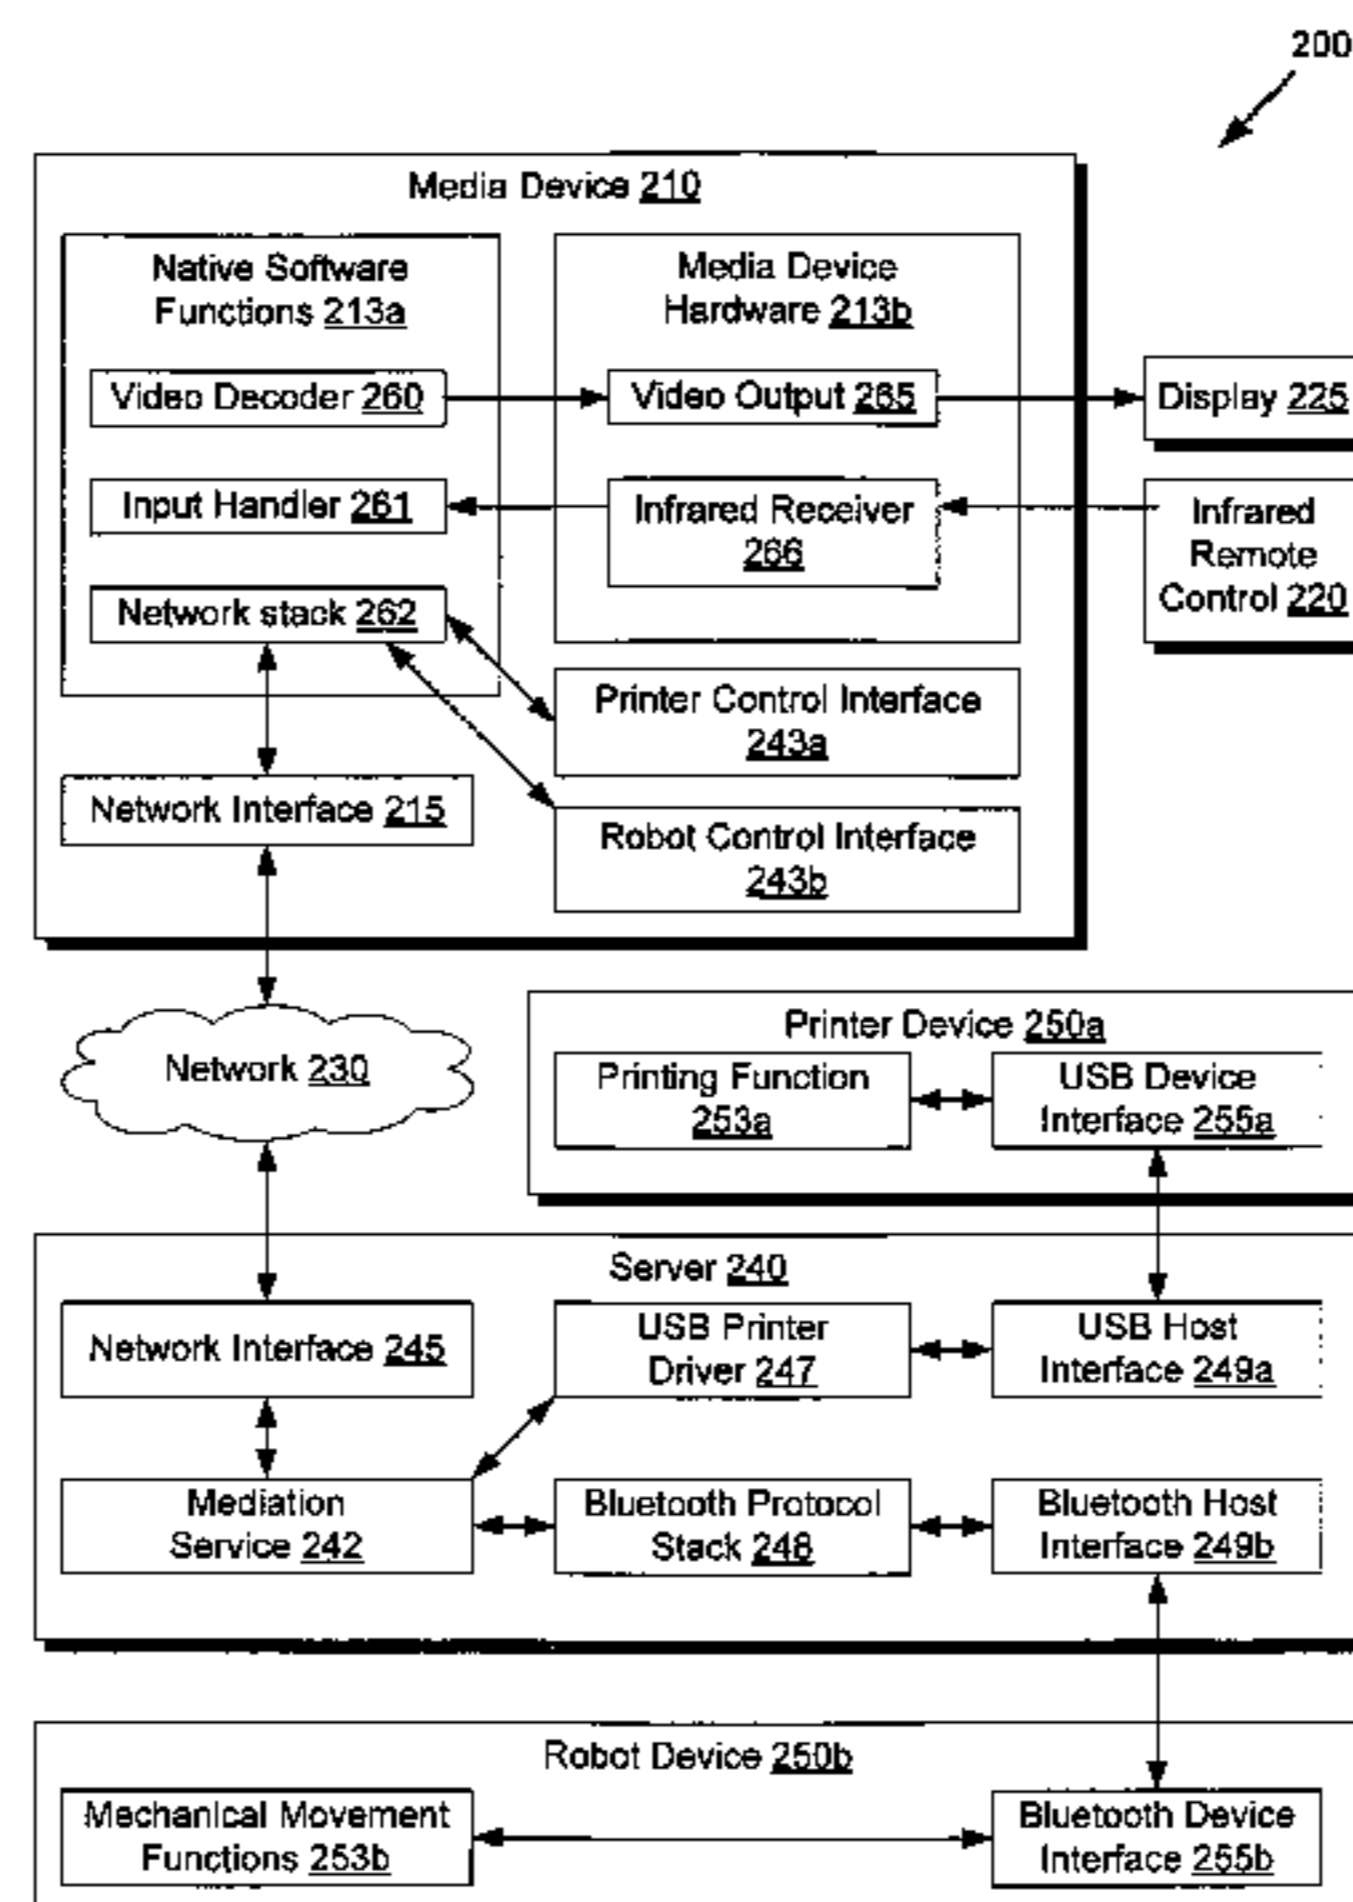 200
Media Device 210
Native Software
Functions 213a
Media Device
Hardware 213b
Video Decoder 260
Video Output 265
Display 225
Input Handler 261
Infrared Receiver
266
Infrared
Remote
Control 220
Network stack 262
Printer Control Interface
243a
Network Interface 215
Robot Control Interface
243b
Network 230
Printer Device 250a
Printing Function
253a
USB Device
Interface 255a
Server 240
Network Interface 245
USB Printer
Driver 247
USB Host
Interface 249a
Mediation
Service 242
Bluetooth Protocol
Stack 248
Bluetooth Host
Interface 249b
Robot Device 250b
Mechanical Movement
Functions 253b
Bluetooth Device
Interface 255b